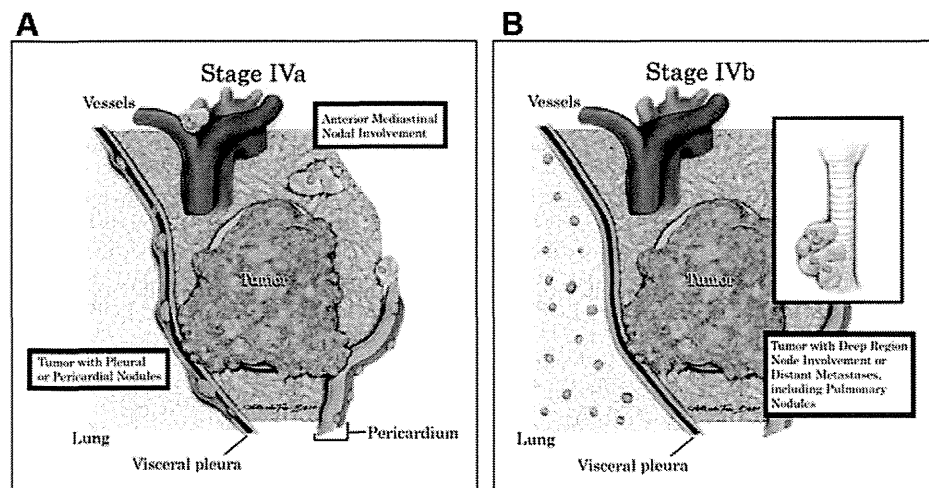 A
Stage IVa
Vessels
Anterior Mediastinal
Nodal Involvement
Tumor
Tumor with Pleural
or Pericardial Nodules
Lung
Pericardium
Visceral pleura
B
Stage IVb
Vessels
Tumor
Tumor with Deep Region
Node Involvement or
Distant Metastases,
including Pulmonary
Nodules
Lung
Visceral pleura